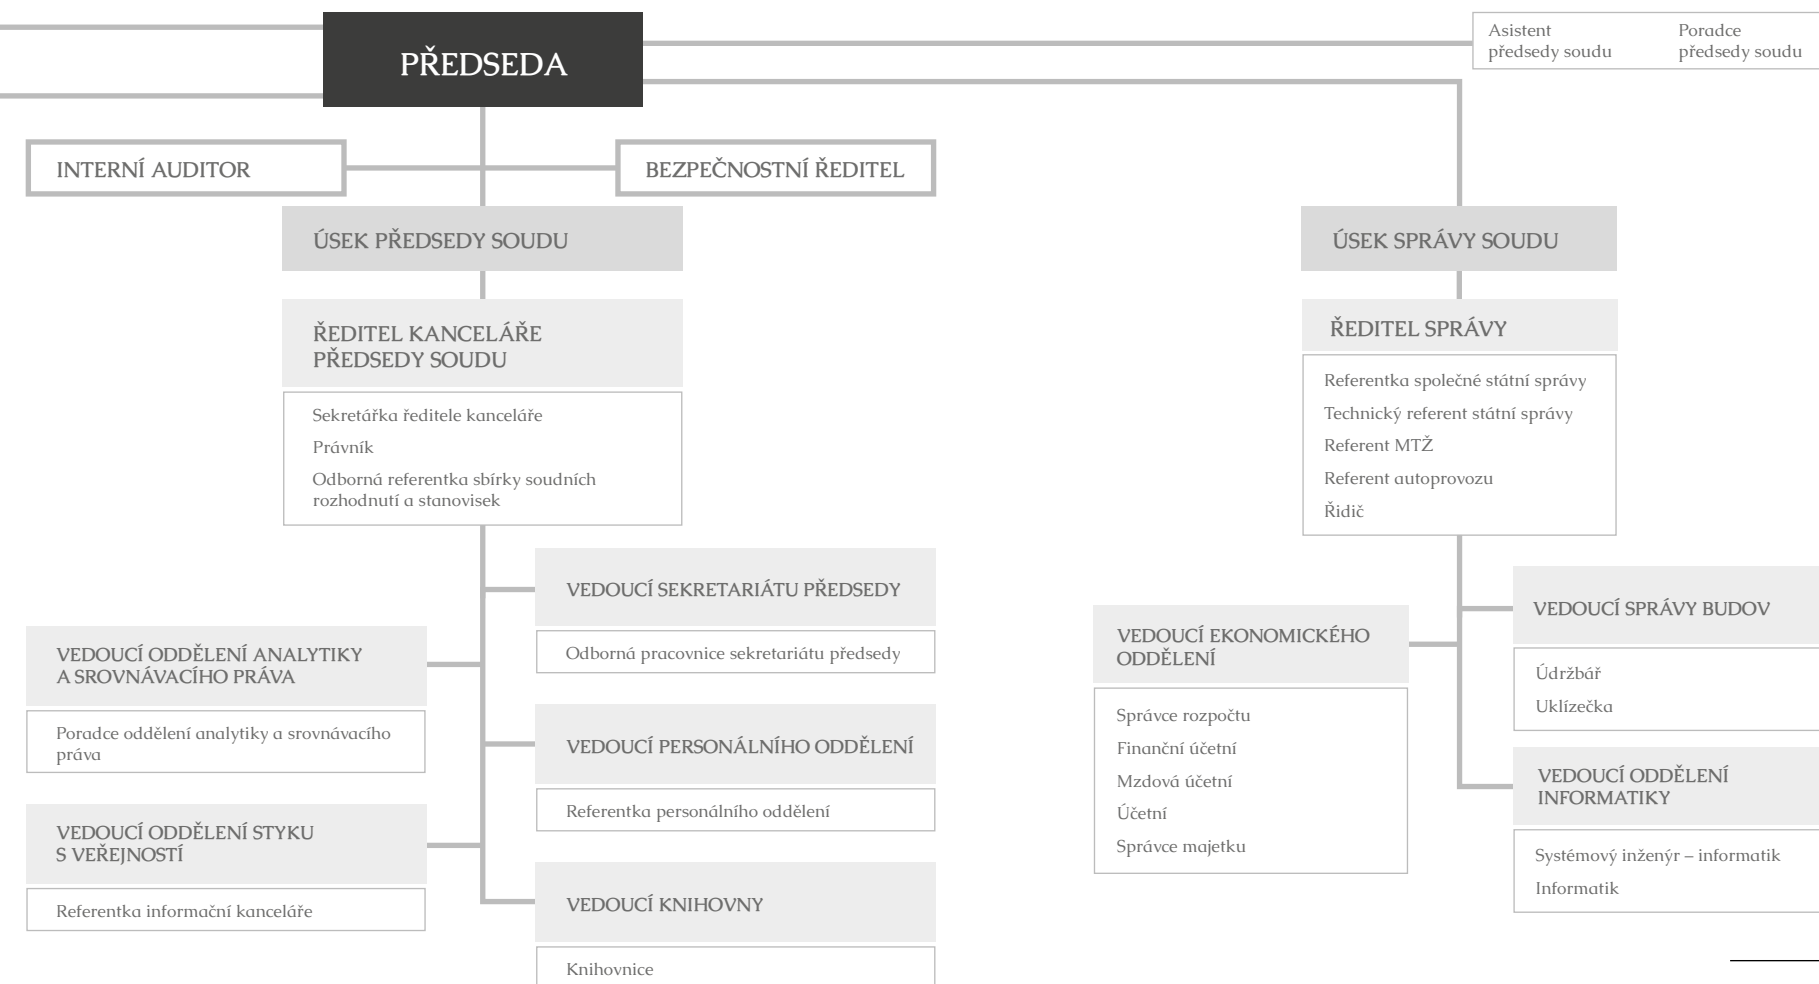 PŘEDSEDA
Asistent
předsedy soudu
Poradce
předsedy soudu
INTERNÍ AUDITOR
BEZPEČNOSTNÍ ŘEDITEL
ÚSEK PŘEDSEDY SOUDU
ŘEDITEL KANCELÁŘE
PŘEDSEDY SOUDU
Sekretářka ředitele kanceláře
Právník
Odborná referentka sbírky soudních
rozhodnutí a stanovisek
VEDOUCÍ SEKRETARIÁTU PŘEDSEDY
Odborná pracovnice sekretariátu předsedy
VEDOUCÍ ODDĚLENÍ ANALYTIKY
A SROVNÁVACÍHO PRÁVA
Poradce oddělení analytiky a srovnávacího
práva
VEDOUCÍ PERSONÁLNÍHO ODDĚLENÍ
Referentka personálního oddělení
VEDOUCÍ ODDĚLENÍ STYKU
S VEŘEJNOSTÍ
Referentka informační kanceláře
VEDOUCÍ KNIHOVNY
Knihovnice
ÚSEK SPRÁVY SOUDU
ŘEDITEL SPRÁVY
Referentka společné státní správy
Technický referent státní správy
Referent MTŽ
Referent autoprovozu
Řidič
VEDOUCÍ EKONOMICKÉHO
ODDĚLENÍ
Správce rozpočtu
Finanční účetní
Mzdová účetní
Účetní
Správce majetku
VEDOUCÍ SPRÁVY BUDOV
Údržbář
Uklízečka
VEDOUCÍ ODDĚLENÍ
INFORMATIKY
Systémový inženýr – informatik
Informatik